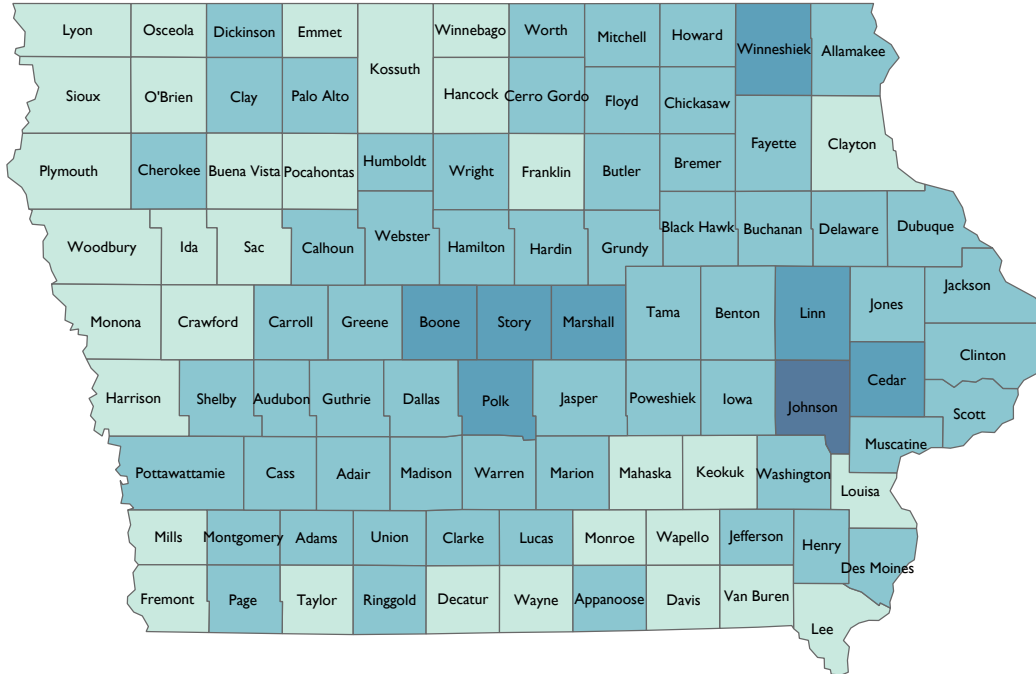 Lyon
Osceola
Dickinson
Emmet
Kossuth
Winnebago
Worth
Mitchell
Howard
Winneshiek
Allamakee
Sioux
O'Brien
Clay
Palo Alto
Hancock
Cerro Gordo
Floyd
Chickasaw
Fayette
Clayton
Plymouth
Cherokee
Buena Vista
Pocahontas
Humboldt
Wright
Franklin
Butler
Bremer
Woodbury
Ida
Sac
Calhoun
Webster
Hamilton
Hardin
Grundy
Black Hawk
Buchanan
Delaware
Dubuque
Monona
Crawford
Carroll
Greene
Boone
Story
Marshall
Tama
Benton
Linn
Jones
Jackson
Clinton
Harrison
Shelby
Audubon
Guthrie
Dallas
Polk
Jasper
Poweshiek
Iowa
Johnson
Cedar
Scott
Muscatine
Pottawattamie
Cass
Adair
Madison
Warren
Marion
Mahaska
Keokuk
Washington
Louisa
Mills
Montgomery
Adams
Union
Clarke
Lucas
Monroe
Wapello
Jefferson
Henry
Des Moines
Fremont
Page
Taylor
Ringgold
Decatur
Wayne
Appanoose
Davis
Van Buren
Lee